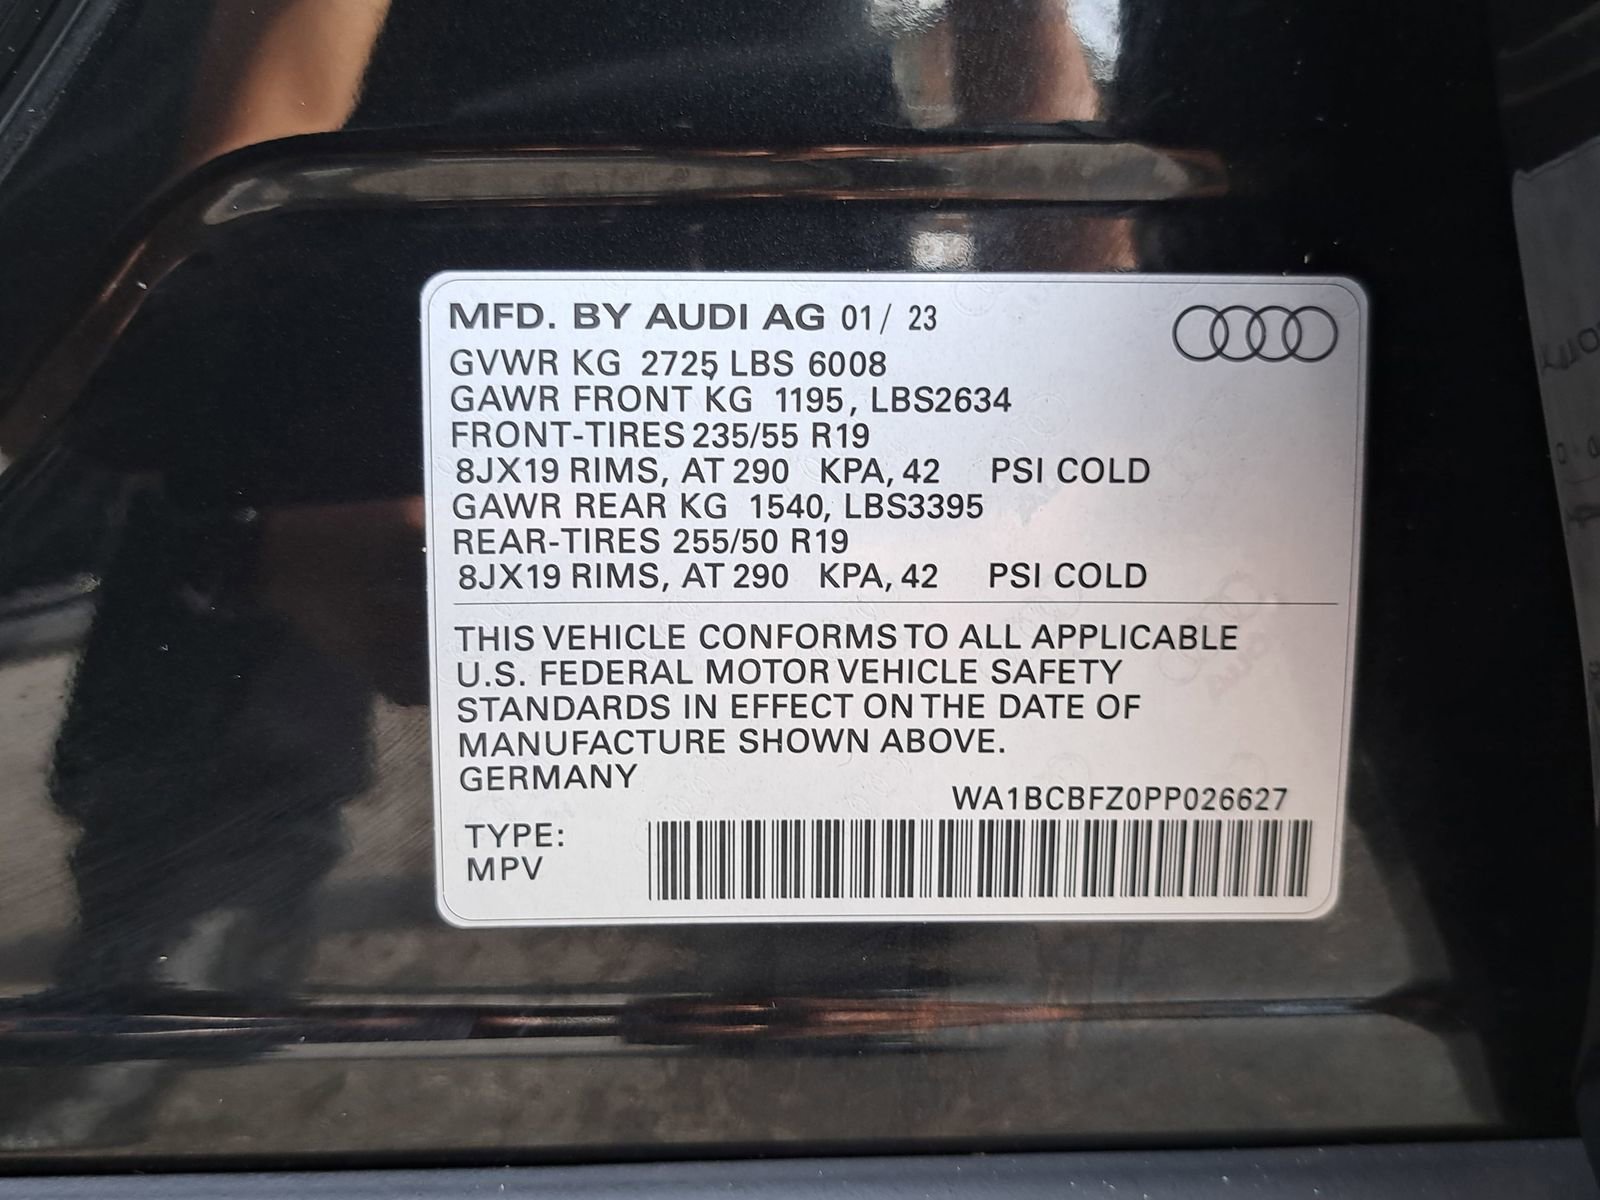 MFD. BY AUDI AG 01/ 23
GVWR KG 2725 LBS 6008
GAWR FRONT KG 1195, LBS2634
FRONT-TIRES 235/55 R19
8JX19 RIMS, AT 290 KPA, 42 PSI COLD
GAWR REAR KG 1540, LBS3395
REAR-TIRES 255/50 R19
8JX19 RIMS, AT 290 KPA, 42 PSI COLD
THIS VEHICLE CONFORMS TO ALL APPLICABLE
U.S. FEDERAL MOTOR VEHICLE SAFETY
STANDARDS IN EFFECT ON THE DATE OF
MANUFACTURE SHOWN ABOVE.
GERMANY
WA1BCBFZ0PP026627
TYPE:
MPV